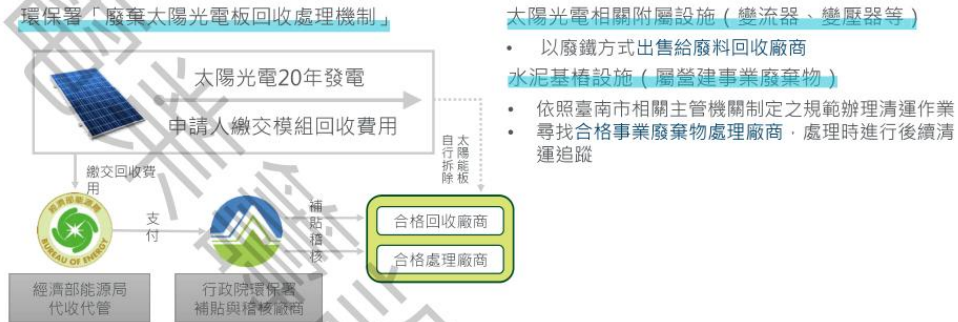 環保署「廢棄太陽光電板回收處理機制」
太陽光電20年發電
申請人繳交模組回收費用
太陽能板
自行拆除
繳交回收費
用
支付
補貼稽核
合格回收廠商
合格處理廠商
經濟部能源局
BUREAU OF ENERGY
經濟部能源局
代收代管
行政院環保署
補貼與稽核廠商
太陽光電相關附屬設施（變流器、變壓器等）
• 以廢鐵方式出售給廢料回收廠商
水泥基樁設施（屬營建事業廢棄物）
• 依照臺南市相關主管機關制定之規範辦理清運作業
• 尋找合格事業廢棄物處理廠商，處理時進行後續清
運追蹤